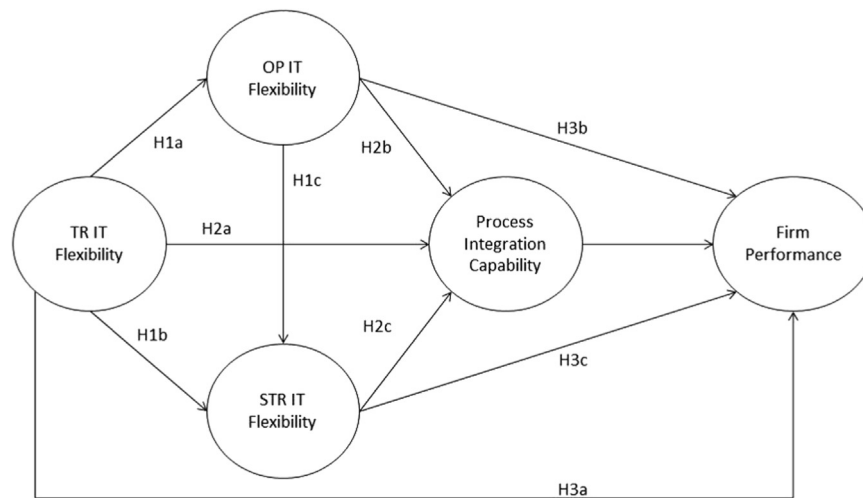 OP IT
Flexibility
H3b
H1a
H2b
H1c
TR IT
Flexibility
H2a
Process
Integration
Capability
Firm
Performance
H1b
H2c
H3c
STR IT
Flexibility
H3a